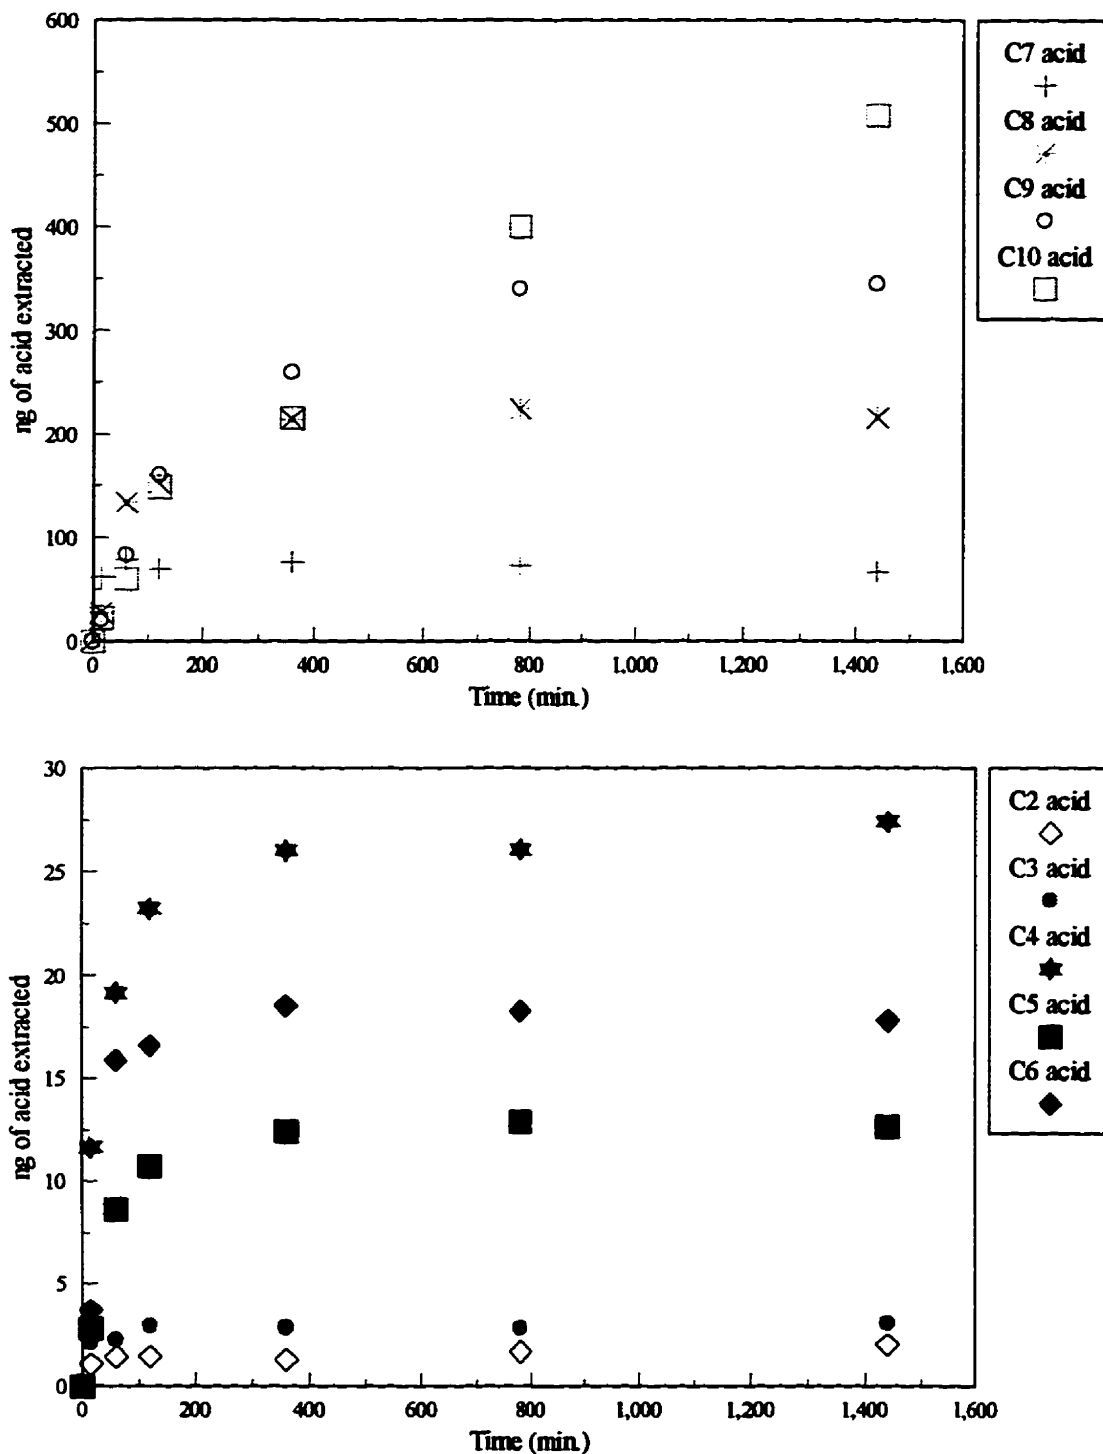 600
500
400
300
200
100
0
ng of acid extracted
0 200 400 600 800 1,000 1,200 1,400 1,600
Time (min.)
C7 acid
C8 acid
C9 acid
C10 acid
30
25
20
15
10
5
0
ng of acid extracted
0 200 400 600 800 1,000 1,200 1,400 1,600
Time (min.)
C2 acid
C3 acid
C4 acid
C5 acid
C6 acid